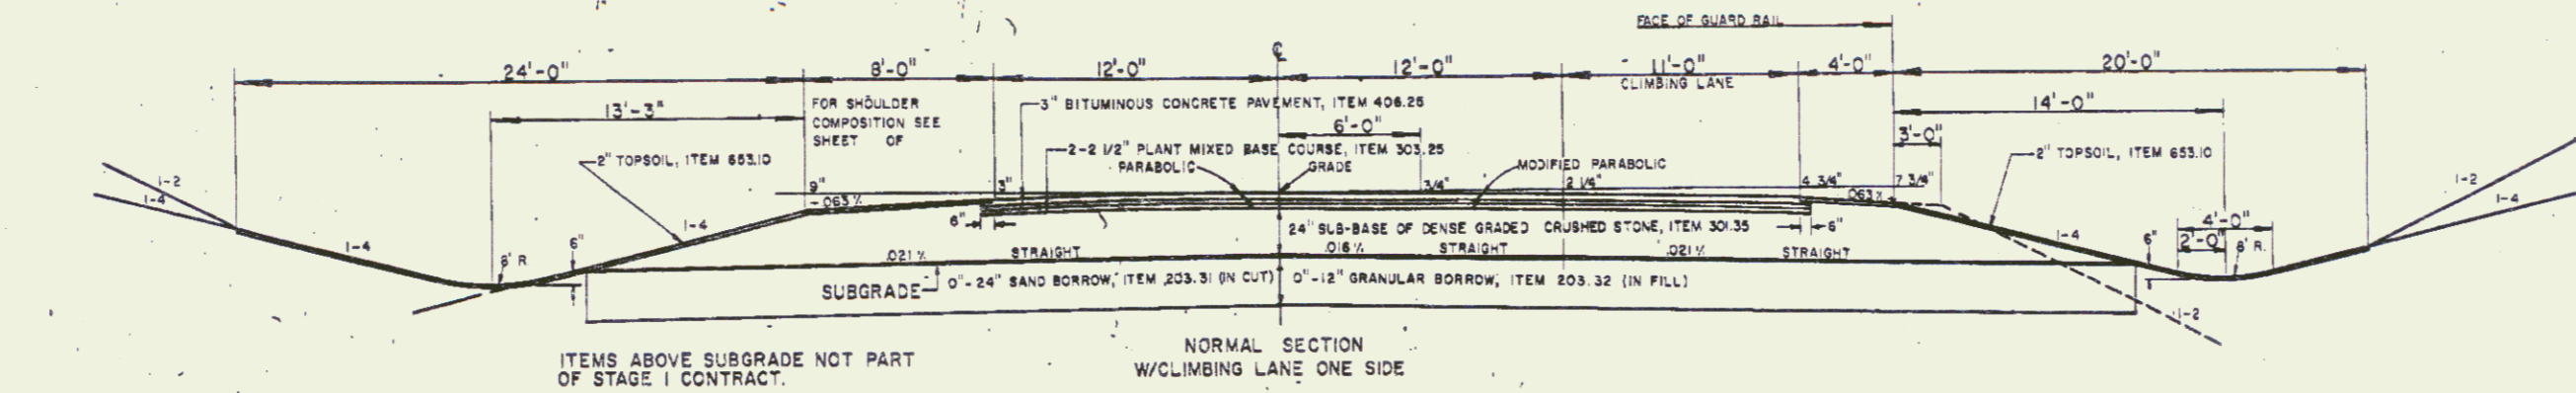 FACE OF GUARD RAIL
℄
24'-0" 8'-0" 12'-0" 12'-0" 11'-0" 4'-0" 20'-0"
CLIMBING LANE
13'-3"
FOR SHOULDER
COMPOSITION SEE
SHEET OF
3" BITUMINOUS CONCRETE PAVEMENT, ITEM 406.25
14'-0"
6'-0"
3'-0"
2" TOPSOIL, ITEM 653.10
2-2 1/2" PLANT MIXED BASE COURSE, ITEM 303.25
2" TOPSOIL, ITEM 653.10
PARABOLIC GRADE MODIFIED PARABOLIC
1-2
1-4
9" 3" 3/4" 2 1/4" 4 3/4" 7 3/4"
1-2
1-4
.063% .063%
1-4 1-4 6" 6" 1-4
24" SUB-BASE OF DENSE GRADED CRUSHED STONE, ITEM 301.35
4'-0"
2'-0"
8' R 6" 6" 8' R.
.021% STRAIGHT .016% STRAIGHT .021% STRAIGHT
SUBGRADE
0"-24" SAND BORROW, ITEM 203.31 (IN CUT)
0"-12" GRANULAR BORROW, ITEM 203.32 (IN FILL)
1-2
ITEMS ABOVE SUBGRADE NOT PART
OF STAGE 1 CONTRACT.
NORMAL SECTION
W/CLIMBING LANE ONE SIDE